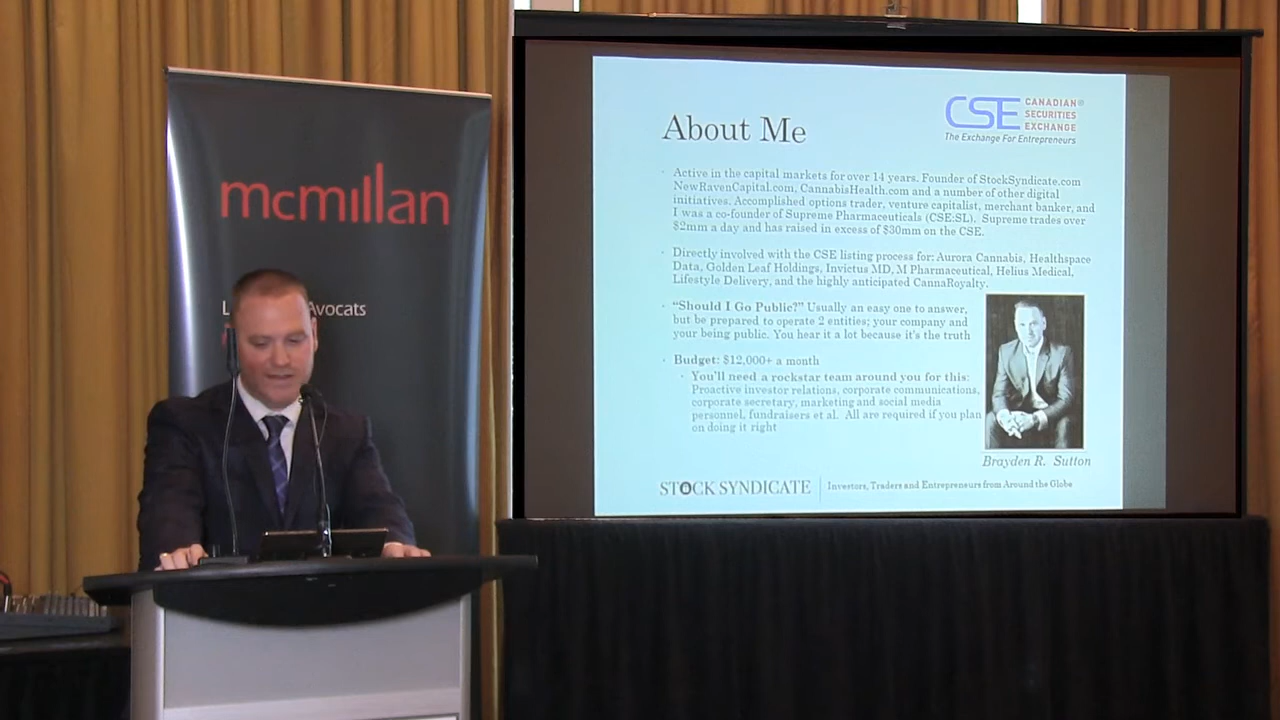 mcmillan
L Avocats
About Me
CSE CANADIAN® SECURITIES EXCHANGE
The Exchange For Entrepreneurs
Active in the capital markets for over 14 years. Founder of StockSyndicate.com
NewRavenCapital.com, CannabisHealth.com and a number of other digital
initiatives. Accomplished options trader, venture capitalist, merchant banker, and
I was a co-founder of Supreme Pharmaceuticals (CSE:SL). Supreme trades over
$2mm a day and has raised in excess of $30mm on the CSE.
Directly involved with the CSE listing process for: Aurora Cannabis, Healthspace
Data, Golden Leaf Holdings, Invictus MD, M Pharmaceutical, Helius Medical,
Lifestyle Delivery, and the highly anticipated CannaRoyalty.
“Should I Go Public?” Usually an easy one to answer,
but be prepared to operate 2 entities; your company and
your being public. You hear it a lot because it's the truth
Budget: $12,000+ a month
You'll need a rockstar team around you for this:
Proactive investor relations, corporate communications,
corporate secretary, marketing and social media
personnel, fundraisers et al. All are required if you plan
on doing it right
Brayden R. Sutton
STOCK SYNDICATE
Investors, Traders and Entrepreneurs from Around the Globe